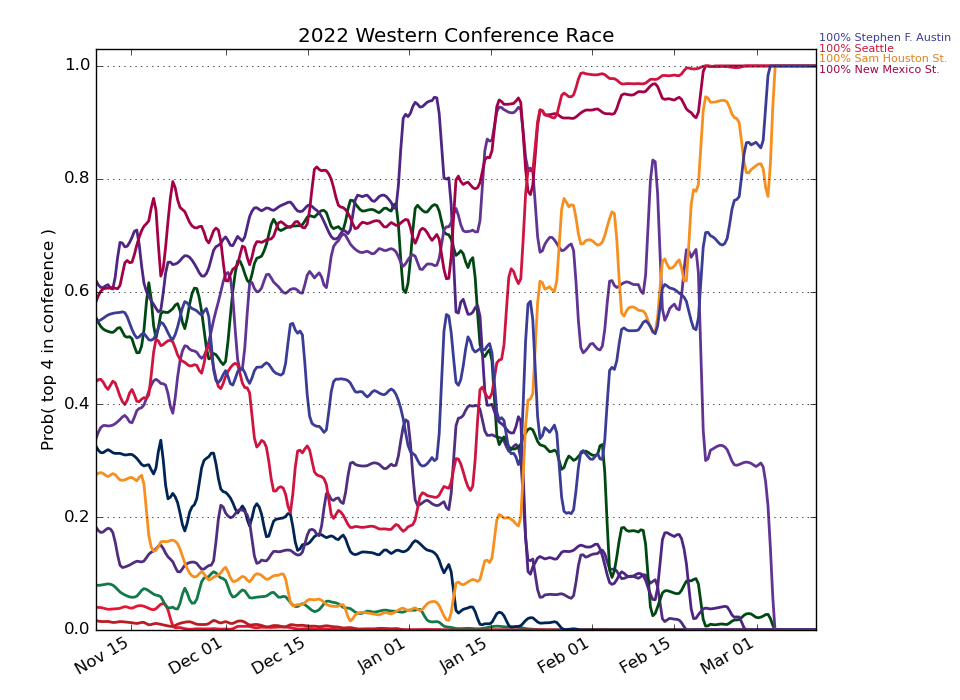 2022 Western Conference Race
100% Stephen F. Austin
100% Seattle
100% Sam Houston St.
100% New Mexico St.
Prob( top 4 in conference )
1.0
0.8
0.6
0.4
0.2
0.0
Nov 15
Dec 01
Dec 15
Jan 01
Jan 15
Feb 01
Feb 15
Mar 01